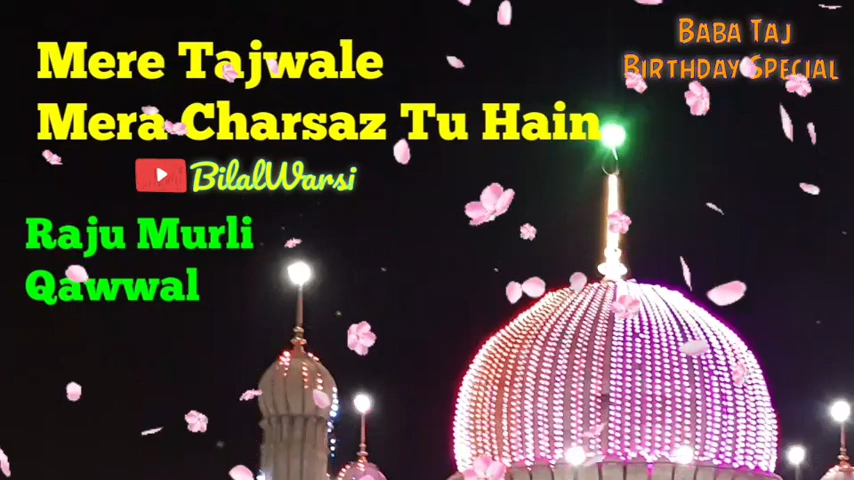 Mere Tajwale
Mera Charsaz Tu Hain
BilalWarsi
Raju Murli
Qawwal
Baba Taj
Birthday Special